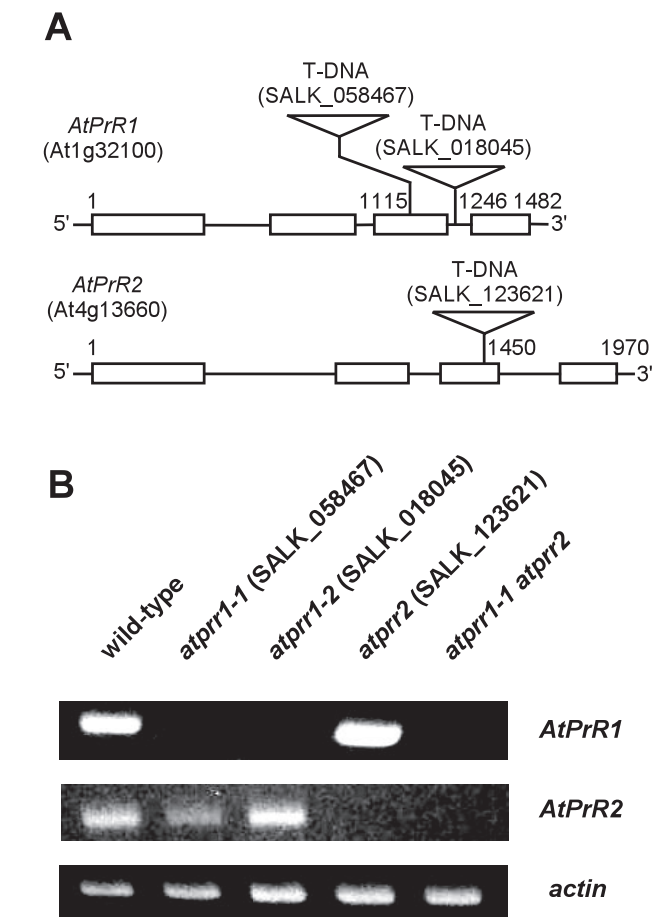 A
T-DNA
(SALK_058467)
T-DNA
(SALK_018045)
AtPrR1
(At1g32100)
1
1115
1246 1482
5'
3'
AtPrR2
(At4g13660)
T-DNA
(SALK_123621)
1
1450
1970
5'
3'
B
wild-type
atprr1-1 (SALK_058467)
atprr1-2 (SALK_018045)
atprr2 (SALK_123621)
atprr1-1 atprr2
AtPrR1
AtPrR2
actin